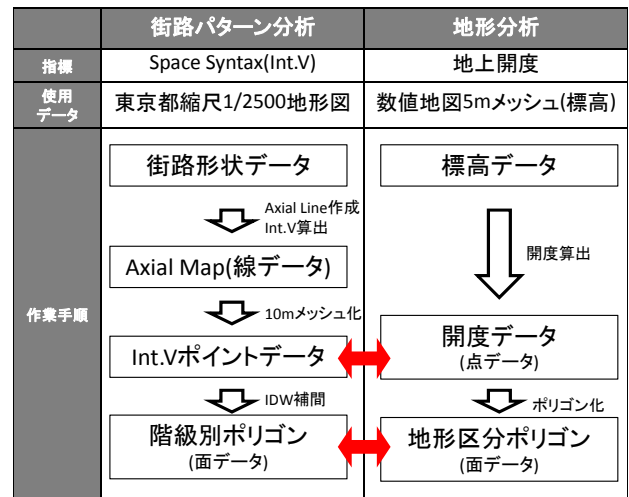 街路パターン分析 地形分析
指標 Space Syntax(Int.V) 地上開度
使用
データ 東京都縮尺1/2500地形図 数値地図5mメッシュ(標高)
作業手順
街路形状データ
Axial Line作成
Int.V算出
Axial Map(線データ)
10mメッシュ化
Int.Vポイントデータ
IDW補間
階級別ポリゴン
(面データ)
標高データ
開度算出
開度データ
(点データ)
ポリゴン化
地形区分ポリゴン
(面データ)